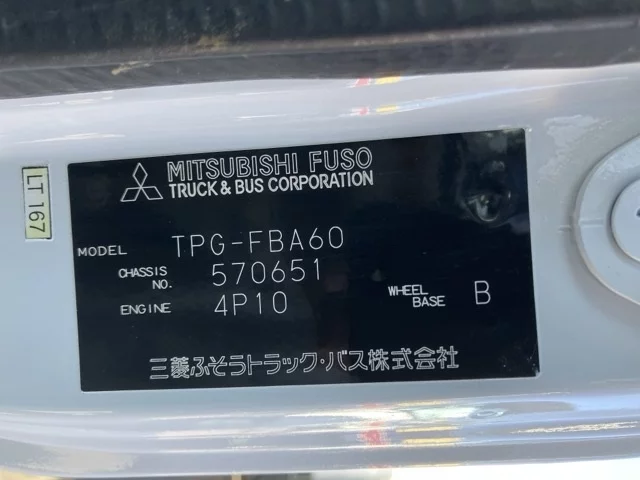 LT 167
MITSUBISHI FUSO
TRUCK & BUS CORPORATION
MODEL TPG-FBA60
CHASSIS NO. 570651
ENGINE 4P10 WHEEL BASE B
三菱ふそうトラック・バス株式会社